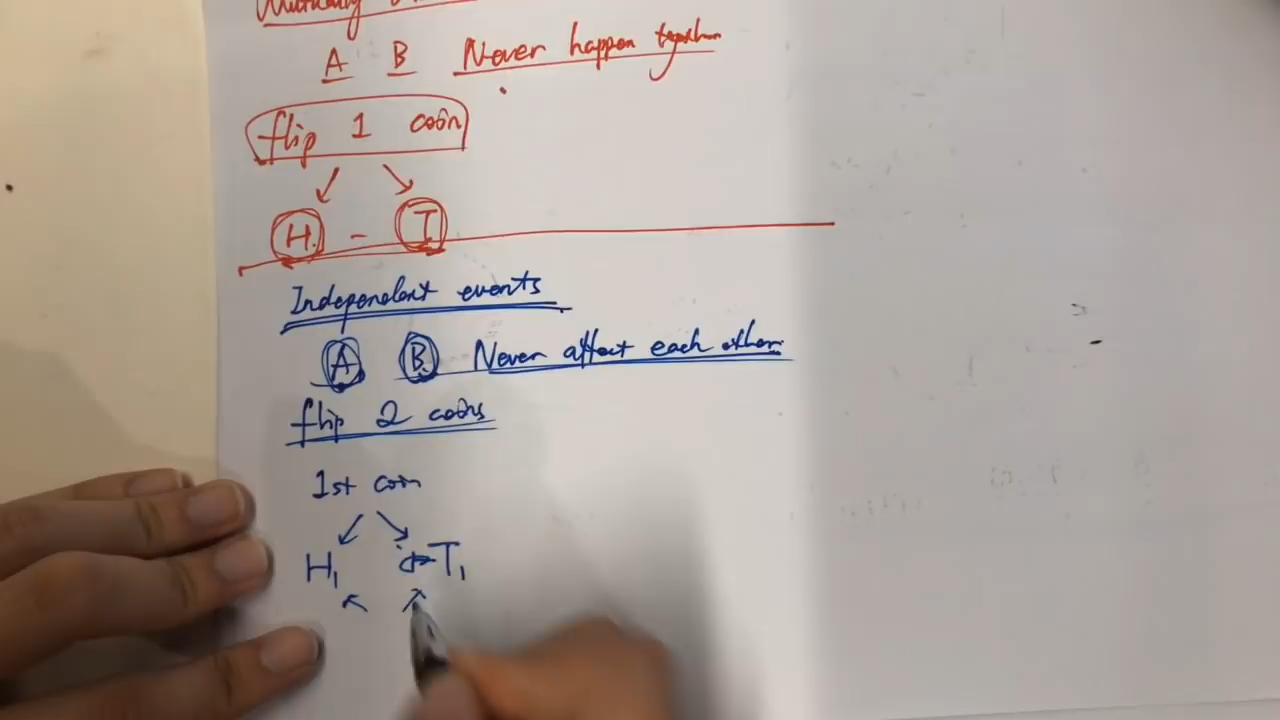 Mutually
A B Never happen together
flip 1 coin
H - T
Independent events
A B Never affect each other
flip 2 coins
1st coin
H1 T1